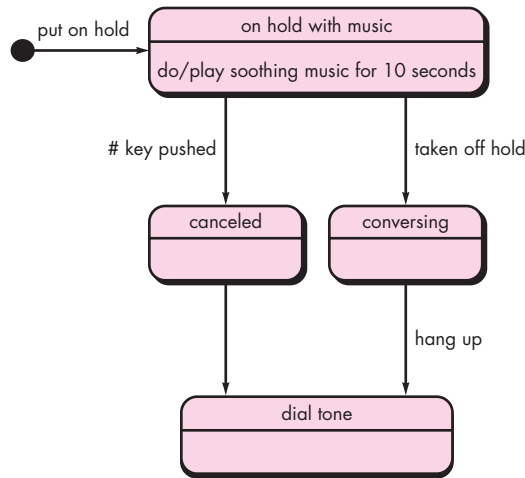 put on hold
on hold with music
do/play soothing music for 10 seconds
# key pushed
taken off hold
canceled
conversing
hang up
dial tone